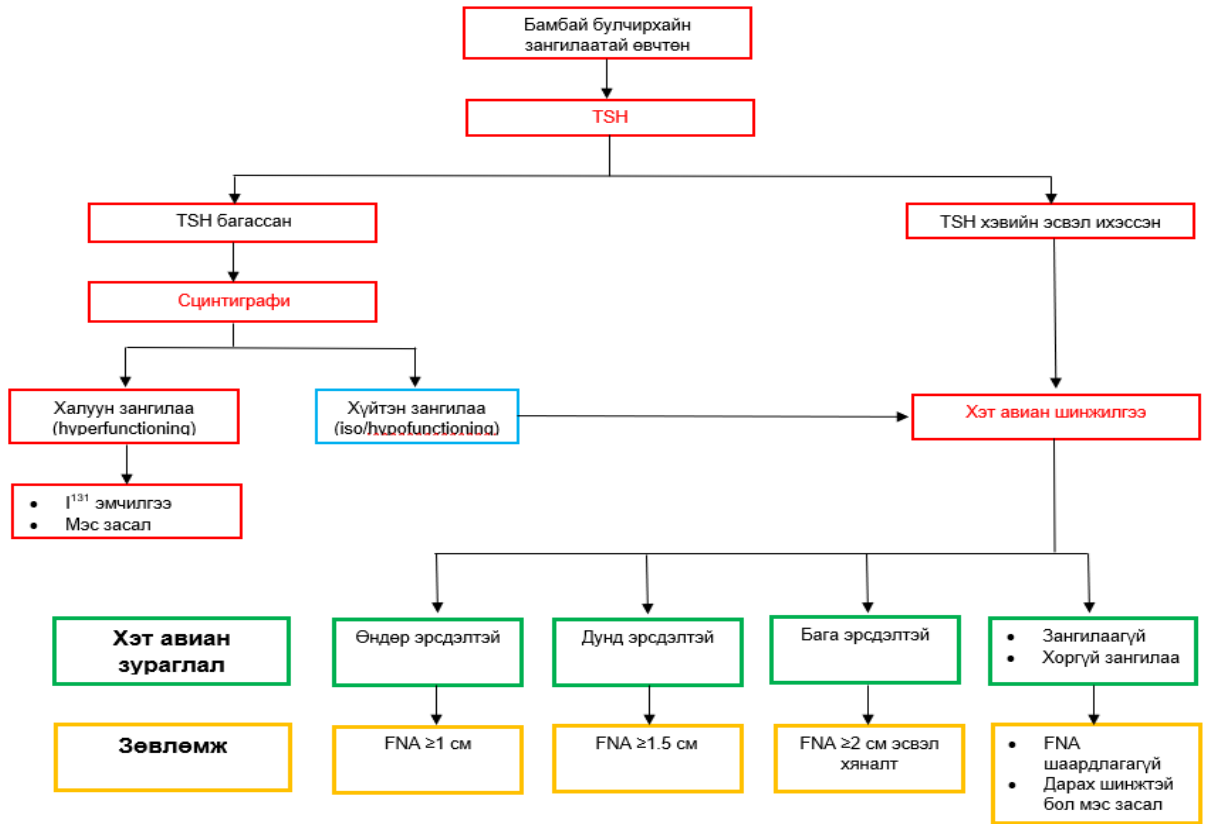 Бамбай булчирхайн
зангилаатай өвчтөн
TSH
TSH багассан
TSH хэвийн эсвэл ихэссэн
Сцинтиграфи
Халуун зангилаа
(hyperfunctioning)
Хүйтэн зангилаа
(iso/hypofunctioning)
Хэт авиан шинжилгээ
• I¹³¹ эмчилгээ
• Мэс засал
Хэт авиан
зураглал
Өндөр эрсдэлтэй
Дунд эрсдэлтэй
Бага эрсдэлтэй
• Зангилаагүй
• Хоргүй зангилаа
Зөвлөмж
FNA ≥1 см
FNA ≥1.5 см
FNA ≥2 см эсвэл
хяналт
• FNA
шаардлагагүй
• Дарах шинжтэй
бол мэс засал